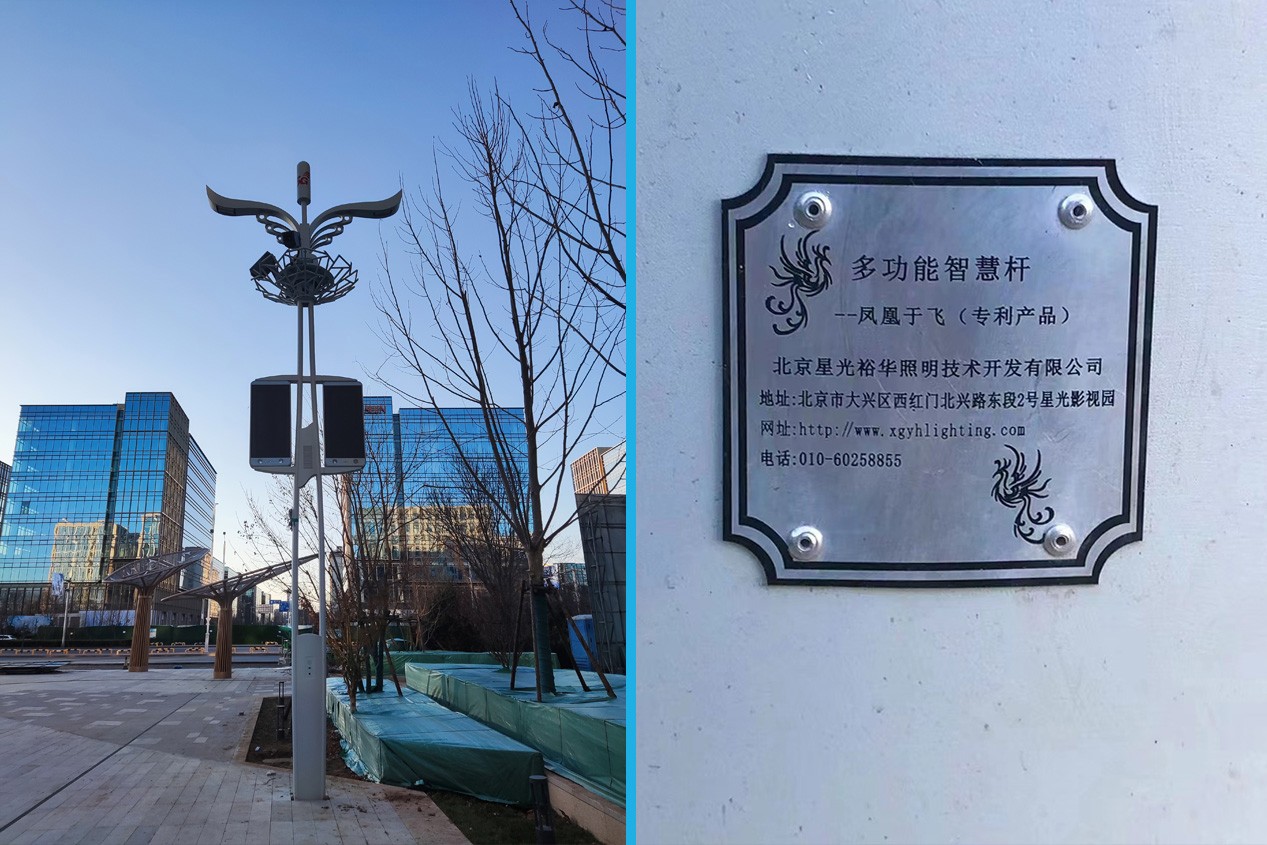 5G
多功能智慧杆
--凤凰于飞（专利产品）
北京星光裕华照明技术开发有限公司
地址:北京市大兴区西红门北兴路东段2号星光影视园
网址:http://www.xgyhlighting.com
电话:010-60258855